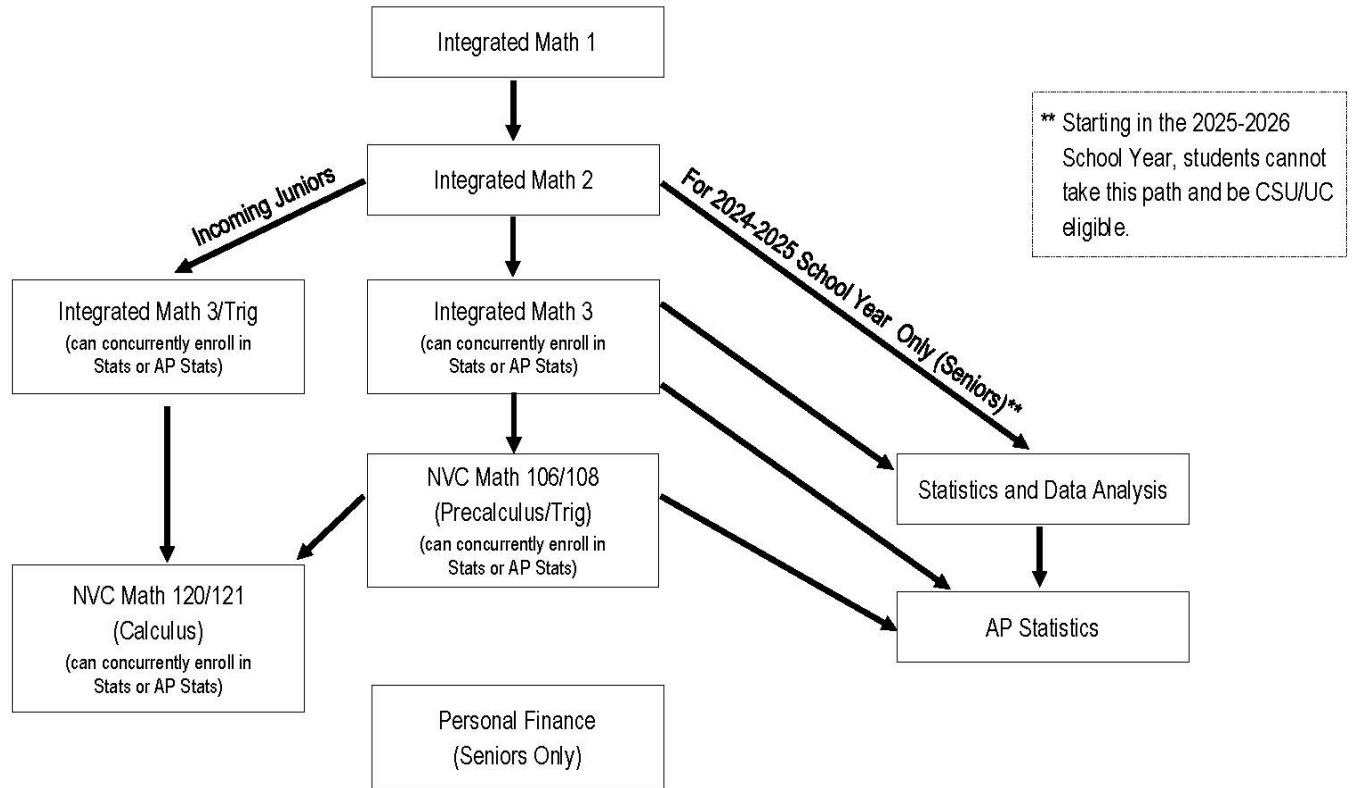 Integrated Math 1
** Starting in the 2025-2026
School Year, students cannot
take this path and be CSU/UC
eligible.
Integrated Math 2
Incoming Juniors
For 2024-2025 School Year Only (Seniors)**
Integrated Math 3/Trig
(can concurrently enroll in
Stats or AP Stats)
Integrated Math 3
(can concurrently enroll in
Stats or AP Stats)
NVC Math 106/108
(Precalculus/Trig)
(can concurrently enroll in
Stats or AP Stats)
Statistics and Data Analysis
NVC Math 120/121
(Calculus)
(can concurrently enroll in
Stats or AP Stats)
AP Statistics
Personal Finance
(Seniors Only)